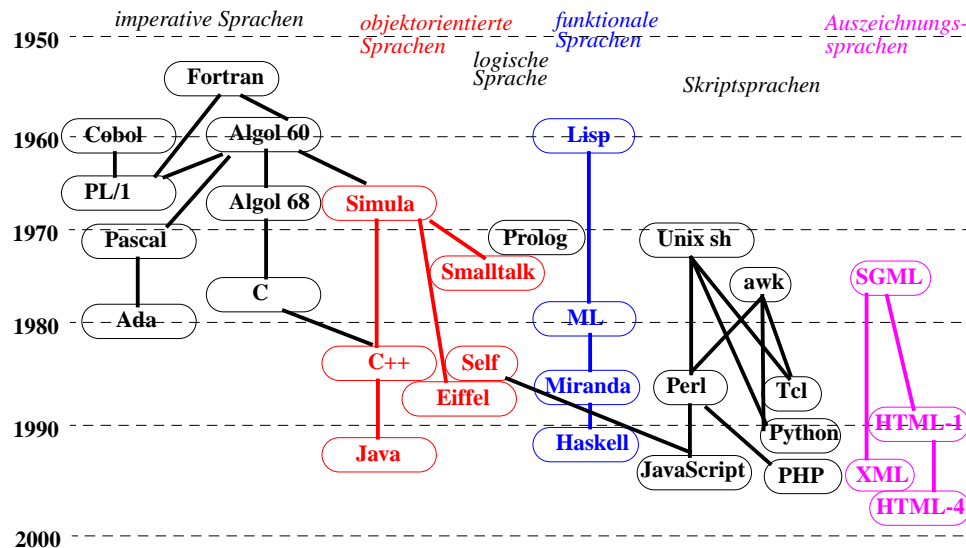 imperative Sprachen
objektorientierte
Sprachen
funktionale
Sprachen
Auszeichnungs-
sprachen
logische
Sprache
Skriptsprachen
1950
Fortran
Cobol
Algol 60
Lisp
1960
PL/1
Algol 68
Simula
1970
Pascal
Prolog
Unix sh
Smalltalk
awk
SGML
C
Ada
ML
1980
C++
Self
Eiffel
Miranda
Perl
Tcl
1990
Java
Haskell
JavaScript
Python
PHP
HTML-1
XML
HTML-4
2000